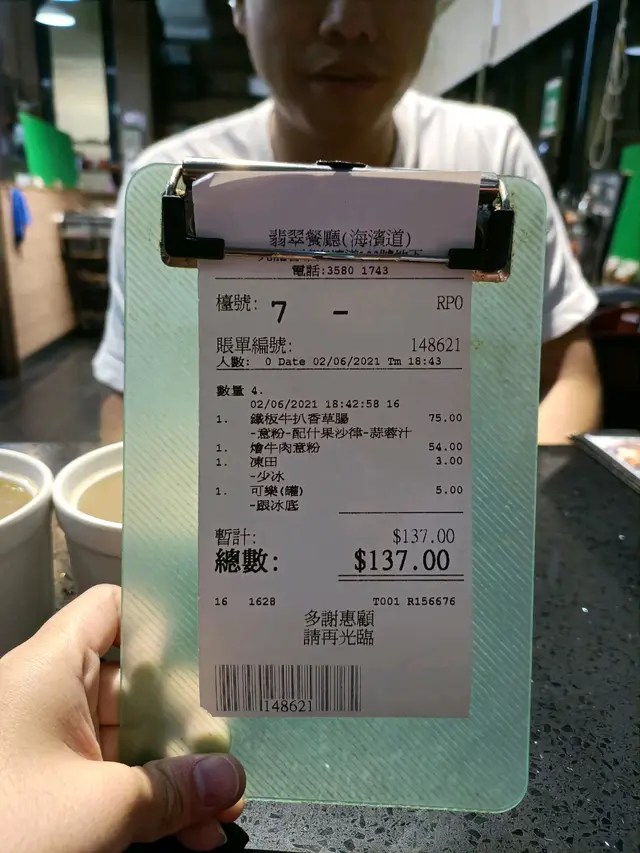 翡翠餐廳(海濱道)
電話:3580 1743
檯號: 7 - RPO
賬單編號: 148621
人數: 0 Date 02/06/2021 Tm 18:43
數量 4.
02/06/2021 18:42:58 16
1. 鐵板牛扒香草腸 75.00
-意粉-配什果沙律-蒜蓉汁
1. 燴牛肉意粉 54.00
1. 凍田 3.00
-少冰
1. 可樂(罐) 5.00
-跟冰底
暫計: $137.00
總數: $137.00
16 1628 T001 R156676
多謝惠顧
請再光臨
148621